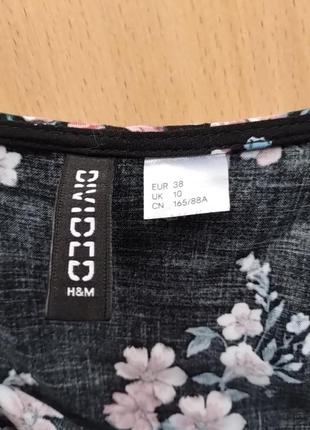 DIVIDED
H&M
EUR 38
UK 10
CN 165/88A